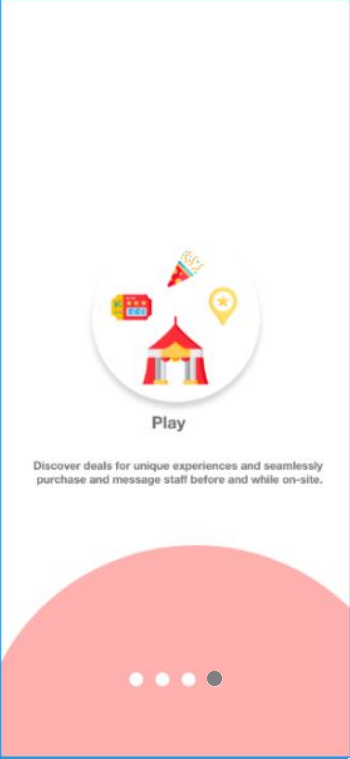 Play
Discover deals for unique experiences and seamlessly
purchase and message staff before and while on-site.